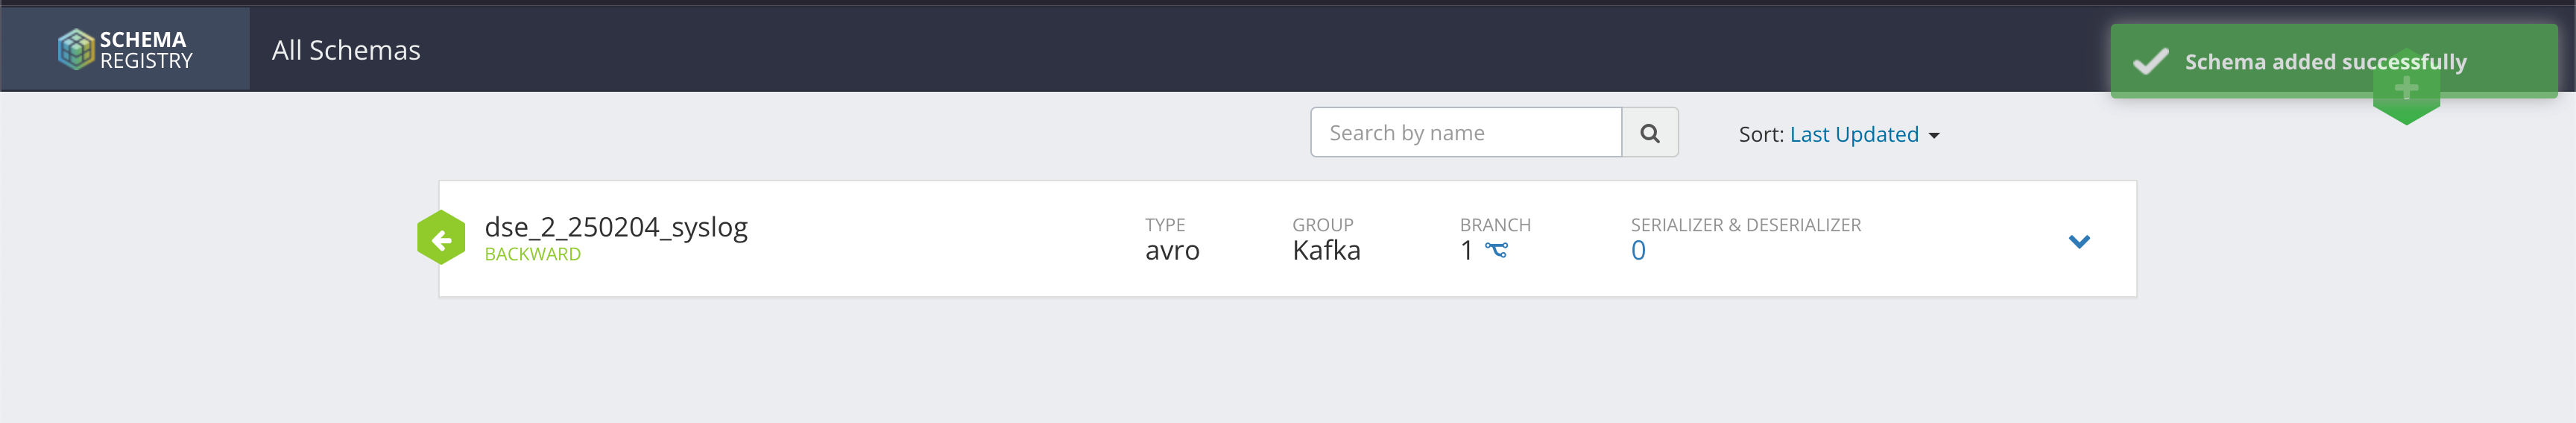 SCHEMA
REGISTRY
All Schemas
Schema added successfully
Search by name
Sort: Last Updated
dse_2_250204_syslog
BACKWARD
TYPE
avro
GROUP
Kafka
BRANCH
1
SERIALIZER & DESERIALIZER
0